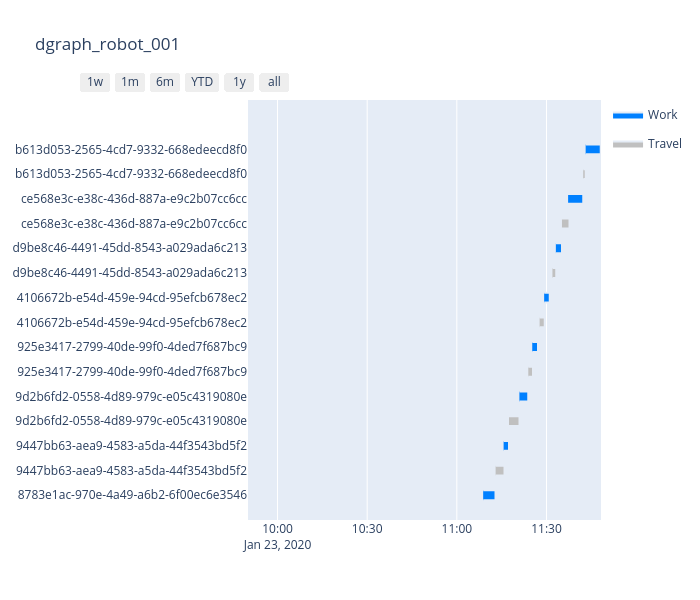 dgraph_robot_001
1w 1m 6m YTD 1y all
Work
Travel
b613d053-2565-4cd7-9332-668edeecd8f0
b613d053-2565-4cd7-9332-668edeecd8f0
ce568e3c-e38c-436d-887a-e9c2b07cc6cc
ce568e3c-e38c-436d-887a-e9c2b07cc6cc
d9be8c46-4491-45dd-8543-a029ada6c213
d9be8c46-4491-45dd-8543-a029ada6c213
4106672b-e54d-459e-94cd-95efcb678ec2
4106672b-e54d-459e-94cd-95efcb678ec2
925e3417-2799-40de-99f0-4ded7f687bc9
925e3417-2799-40de-99f0-4ded7f687bc9
9d2b6fd2-0558-4d89-979c-e05c4319080e
9d2b6fd2-0558-4d89-979c-e05c4319080e
9447bb63-aea9-4583-a5da-44f3543bd5f2
9447bb63-aea9-4583-a5da-44f3543bd5f2
8783e1ac-970e-4a49-a6b2-6f00ec6e3546
10:00 10:30 11:00 11:30
Jan 23, 2020